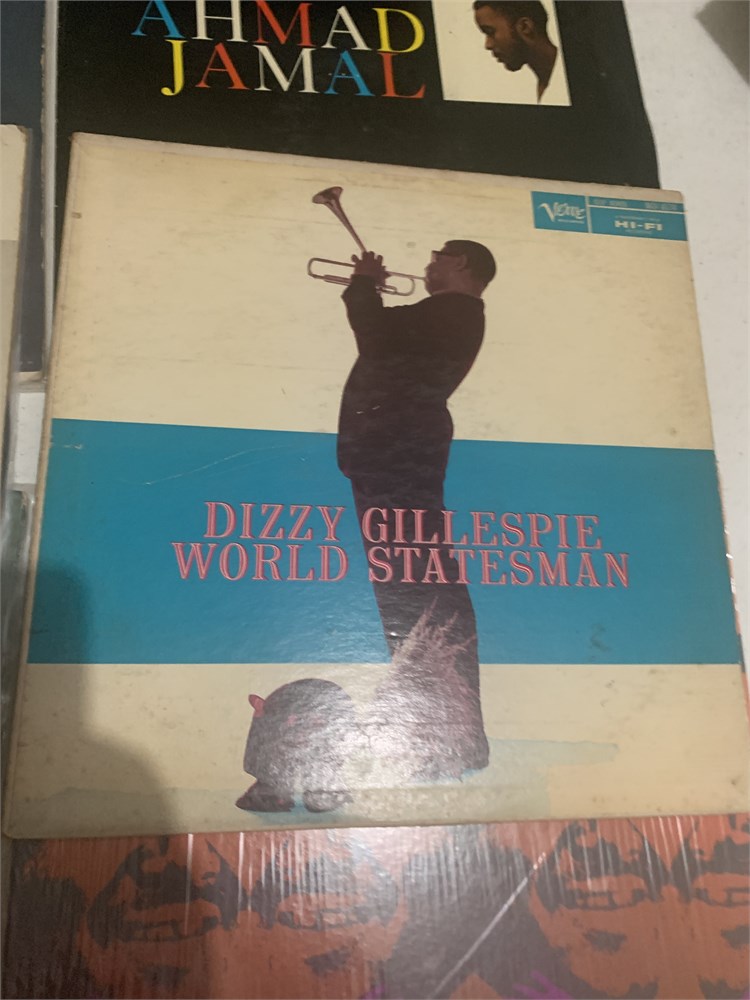 AHMAD
JAMAL
Verve
HI-FI
DIZZY GILLESPIE
WORLD STATESMAN